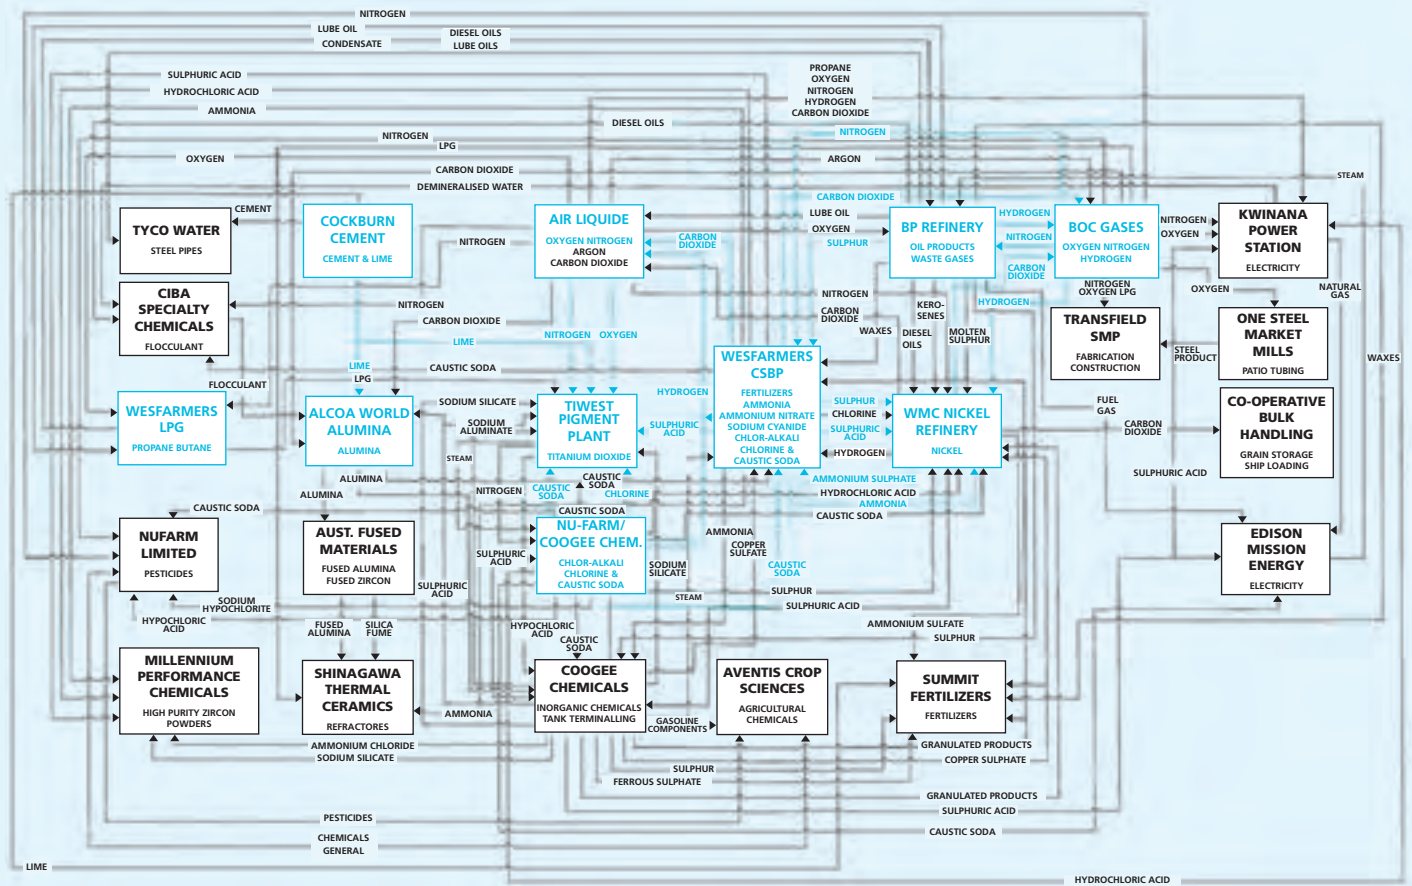 NITROGEN
LUBE OIL
DIESEL OILS
CONDENSATE
LUBE OILS
PROPANE
OXYGEN
NITROGEN
HYDROGEN
CARBON DIOXIDE
SULPHURIC ACID
HYDROCHLORIC ACID
AMMONIA
DIESEL OILS
NITROGEN
NITROGEN
LPG
OXYGEN
ARGON
CARBON DIOXIDE
STEAM
DEMINERALISED WATER
CARBON DIOXIDE
CEMENT
TYCO WATER
STEEL PIPES
COCKBURN
CEMENT
CEMENT & LIME
AIR LIQUIDE
OXYGEN NITROGEN
ARGON
CARBON DIOXIDE
LUBE OIL
OXYGEN
SULPHUR
BP REFINERY
OIL PRODUCTS
WASTE GASES
HYDROGEN
NITROGEN
CARBON
DIOXIDE
BOC GASES
OXYGEN NITROGEN
HYDROGEN
NITROGEN
OXYGEN
KWINANA
POWER
STATION
ELECTRICITY
NITROGEN
CARBON
DIOXIDE
CIBA
SPECIALTY
CHEMICALS
FLOCCULANT
NITROGEN
CARBON DIOXIDE
NITROGEN
OXYGEN
LIME
NITROGEN
CARBON
DIOXIDE
WAXES
KERO-
SENES
DIESEL
OILS
MOLTEN
SULPHUR
HYDROGEN
NITROGEN
OXYGEN LPG
OXYGEN
NATURAL
GAS
TRANSFIELD
SMP
FABRICATION
CONSTRUCTION
STEEL
PRODUCT
ONE STEEL
MARKET
MILLS
PATIO TUBING
WAXES
LIME
LPG
CAUSTIC SODA
FLOCCULANT
WESFARMERS
LPG
PROPANE BUTANE
ALCOA WORLD
ALUMINA
ALUMINA
SODIUM SILICATE
SODIUM
ALUMINATE
STEAM
TIWEST
PIGMENT
PLANT
TITANIUM DIOXIDE
HYDROGEN
SULPHURIC
ACID
WESFARMERS
CSBP
FERTILIZERS
AMMONIA
AMMONIUM NITRATE
SODIUM CYANIDE
CHLOR-ALKALI
CHLORINE &
CAUSTIC SODA
SULPHUR
CHLORINE
SULPHURIC
ACID
HYDROGEN
WMC NICKEL
REFINERY
NICKEL
FUEL
GAS
CARBON
DIOXIDE
CO-OPERATIVE
BULK
HANDLING
GRAIN STORAGE
SHIP LOADING
SULPHURIC ACID
ALUMINA
ALUMINA
NITROGEN
CAUSTIC
SODA
CAUSTIC
SODA
CHLORINE
CAUSTIC SODA
AMMONIUM SULPHATE
HYDROCHLORIC ACID
AMMONIA
CAUSTIC SODA
CAUSTIC SODA
NUFARM
LIMITED
PESTICIDES
AUST. FUSED
MATERIALS
FUSED ALUMINA
FUSED ZIRCON
SULPHURIC
ACID
SULPHURIC
ACID
NU-FARM/
COOGEE CHEM.
CHLOR-ALKALI
CHLORINE &
CAUSTIC SODA
SODIUM
SILICATE
STEAM
AMMONIA
COPPER
SULFATE
CAUSTIC
SODA
SULPHUR
SULPHURIC ACID
EDISON
MISSION
ENERGY
ELECTRICITY
SODIUM
HYPOCHLORITE
HYPOCHLORIC
ACID
FUSED
ALUMINA
SILICA
FUME
HYPOCHLORIC
ACID
CAUSTIC
SODA
AMMONIUM SULFATE
SULPHUR
MILLENNIUM
PERFORMANCE
CHEMICALS
HIGH PURITY ZIRCON
POWDERS
SHINAGAWA
THERMAL
CERAMICS
REFRACTORES
AMMONIA
COOGEE
CHEMICALS
INORGANIC CHEMICALS
TANK TERMINALLING
GASOLINE
COMPONENTS
AVENTIS CROP
SCIENCES
AGRICULTURAL
CHEMICALS
SUMMIT
FERTILIZERS
FERTILIZERS
AMMONIUM CHLORIDE
SODIUM SILICATE
GRANULATED PRODUCTS
COPPER SULPHATE
SULPHUR
FERROUS SULPHATE
GRANULATED PRODUCTS
SULPHURIC ACID
PESTICIDES
CAUSTIC SODA
CHEMICALS
GENERAL
LIME
HYDROCHLORIC ACID